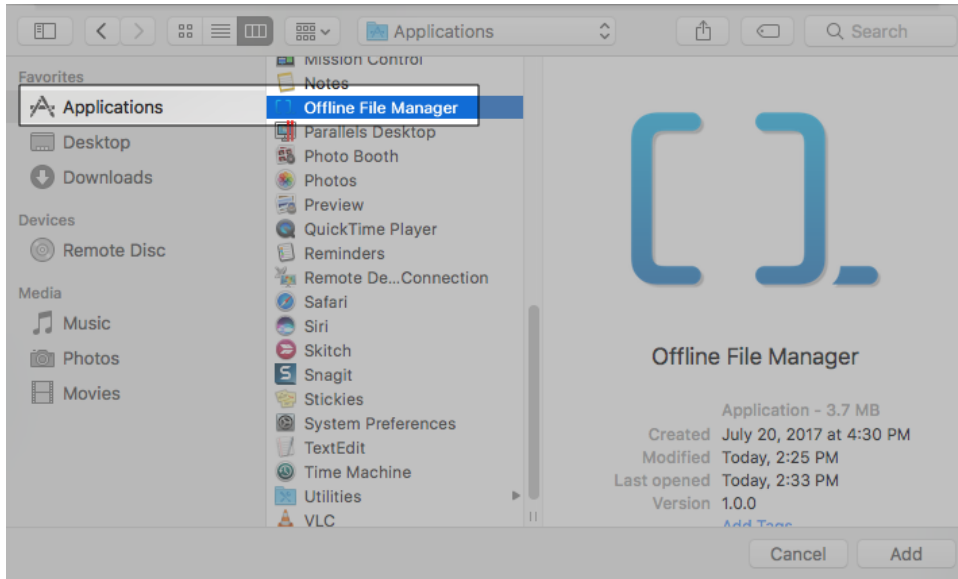 Applications
Search
Favorites
Applications
Desktop
Downloads
Devices
Remote Disc
Media
Music
Photos
Movies
Mission Control
Notes
Offline File Manager
Parallels Desktop
Photo Booth
Photos
Preview
QuickTime Player
Reminders
Remote De...Connection
Safari
Siri
Skitch
Snagit
Stickies
System Preferences
TextEdit
Time Machine
Utilities
VLC
Offline File Manager
Application - 3.7 MB
Created July 20, 2017 at 4:30 PM
Modified Today, 2:25 PM
Last opened Today, 2:33 PM
Version 1.0.0
Add Tags
Cancel
Add